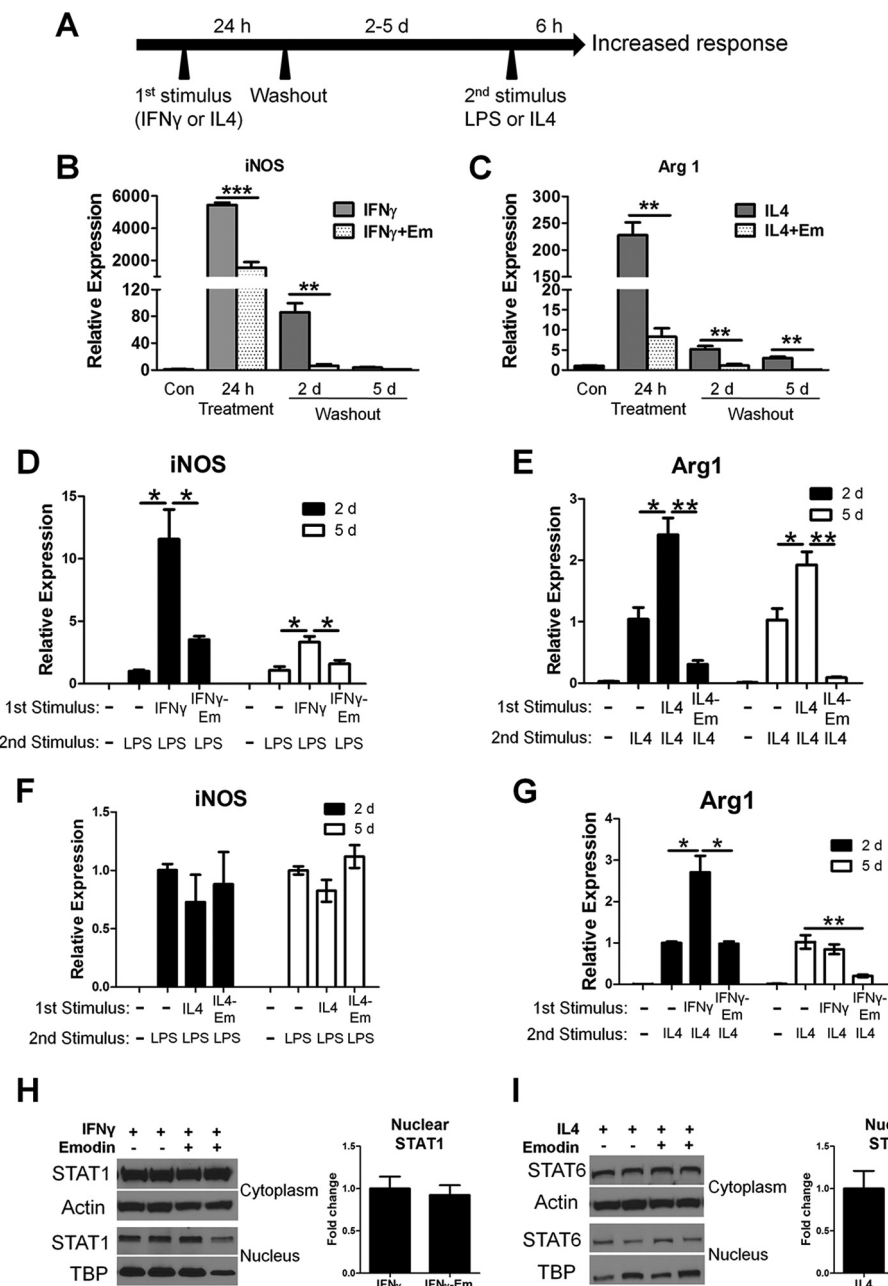 A
24 h 2-5 d 6 h
Increased response
1st stimulus Washout 2nd stimulus
(IFNγ or IL4) LPS or IL4
B
iNOS
Relative Expression
6000
4000
2000
120
80
40
0
***
**
IFNγ
IFNγ+Em
Con 24 h 2 d 5 d
Treatment Washout
C
Arg 1
Relative Expression
300
250
200
150
100
50
20
15
10
5
0
**
**
**
IL4
IL4+Em
Con 24 h 2 d 5 d
Treatment Washout
D
iNOS
Relative Expression
15
10
5
0
* *
* *
2 d
5 d
1st Stimulus: – – IFNγ IFNγ-Em – – IFNγ IFNγ-Em
2nd Stimulus: – LPS LPS LPS – LPS LPS LPS
E
Arg1
Relative Expression
3
2
1
0
* **
* **
2 d
5 d
1st Stimulus: – – IL4 IL4-Em – – IL4 IL4-Em
2nd Stimulus: – IL4 IL4 IL4 – IL4 IL4 IL4
F
iNOS
Relative Expression
1.5
1.0
0.5
0.0
2 d
5 d
1st Stimulus: – – IL4 IL4-Em – – IL4 IL4-Em
2nd Stimulus: – LPS LPS LPS – LPS LPS LPS
G
Arg1
Relative Expression
4
3
2
1
0
* *
**
2 d
5 d
1st Stimulus: – – IFNγ IFNγ-Em – – IFNγ IFNγ-Em
2nd Stimulus: – IL4 IL4 IL4 – IL4 IL4 IL4
H
IFNγ + + + +
Emodin - - + +
STAT1
Actin
Cytoplasm
STAT1
TBP
Nucleus
Nuclear
STAT1
Fold change
1.5
1.0
0.5
0.0
IFNγ IFNγ-Em
I
IL4 + + + +
Emodin - - + +
STAT6
Actin
Cytoplasm
STAT6
TBP
Nucleus
Fold change
1.5
1.0
0.5
0.0
IL4